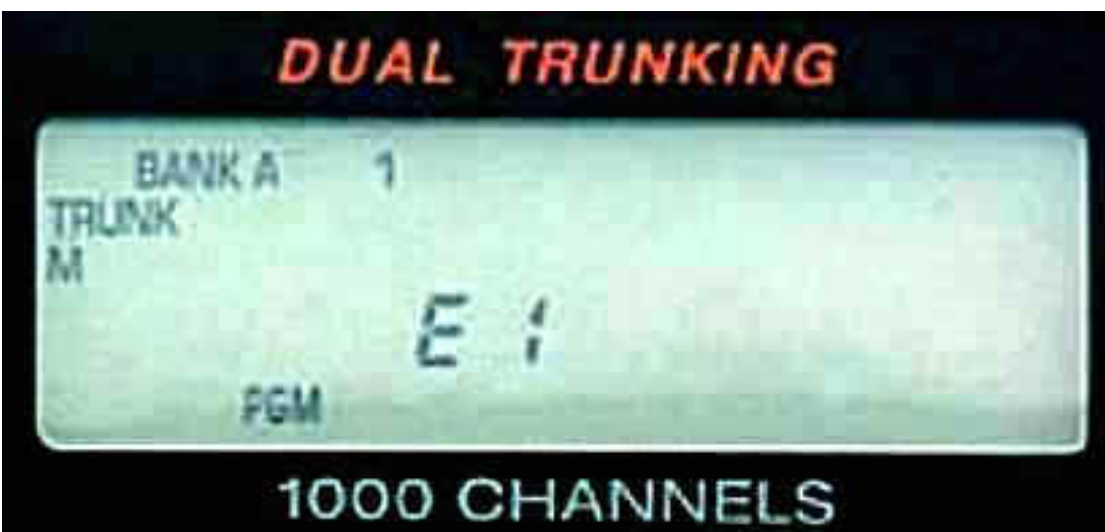 DUAL TRUNKING
BANK A 1
TRUNK
M
E 1
PGM
1000 CHANNELS